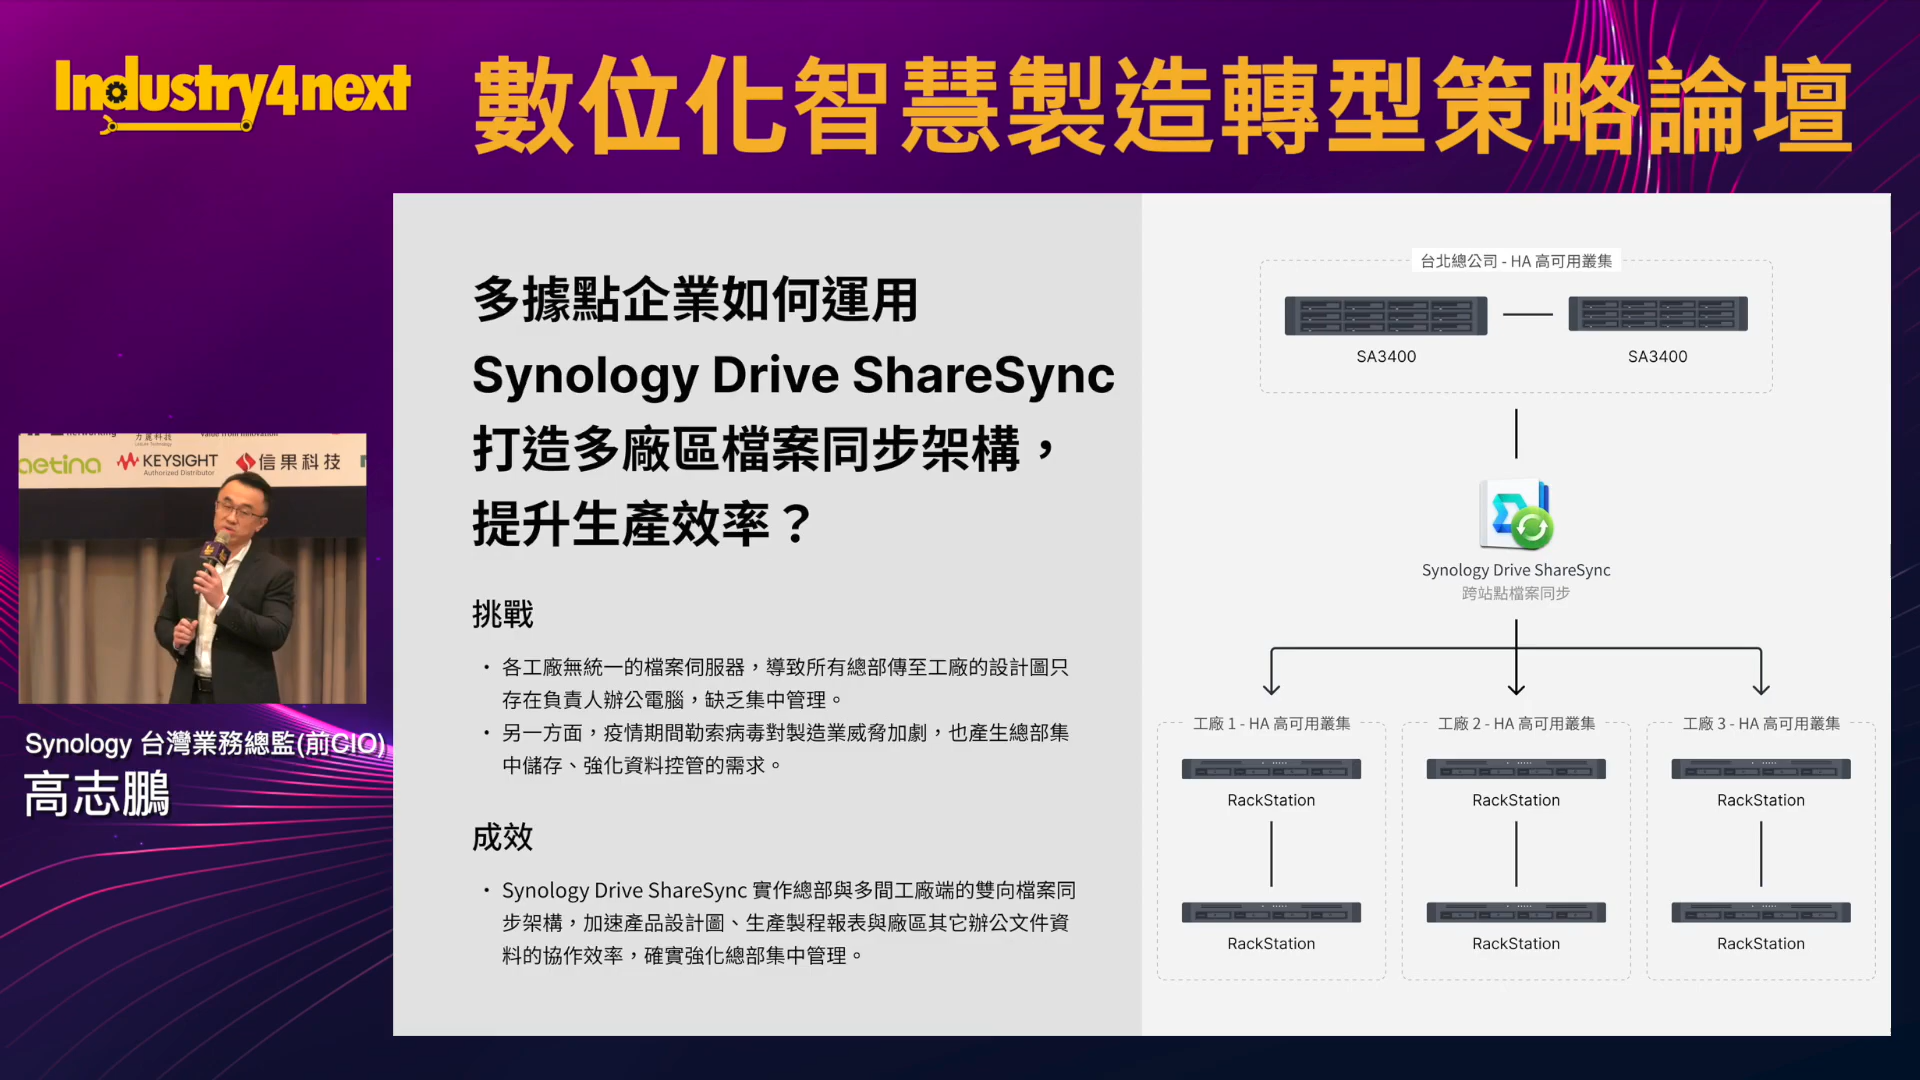 Industry4next
數位化智慧製造轉型策略論壇
多據點企業如何運用
Synology Drive ShareSync
打造多廠區檔案同步架構，
提升生產效率？
挑戰
・各工廠無統一的檔案伺服器，導致所有總部傳至工廠的設計圖只
存在負責人辦公電腦，缺乏集中管理。
・另一方面，疫情期間勒索病毒對製造業威脅加劇，也產生總部集
中儲存、強化資料控管的需求。
成效
・Synology Drive ShareSync 實作總部與多間工廠端的雙向檔案同
步架構，加速產品設計圖、生產製程報表與廠區其它辦公文件資
料的協作效率，確實強化總部集中管理。
台北總公司 - HA 高可用叢集
SA3400
SA3400
Synology Drive ShareSync
跨站點檔案同步
工廠 1 - HA 高可用叢集
工廠 2 - HA 高可用叢集
工廠 3 - HA 高可用叢集
RackStation
RackStation
RackStation
RackStation
RackStation
RackStation
力麗科技
aetina
KEYSIGHT
Authorized Distributor
信果科技
Synology 台灣業務總監(前CIO)
高志鵬